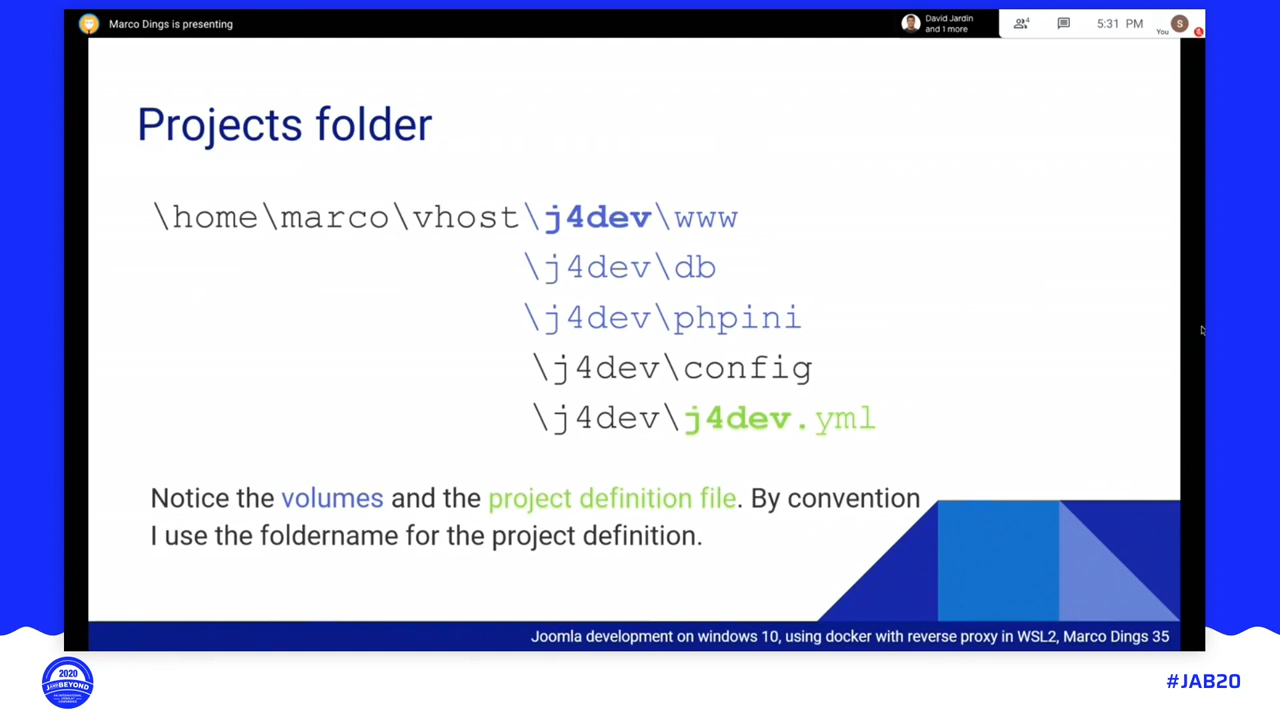 Marco Dings is presenting
David Jardin
and 1 more
4
5:31 PM
You
S
Projects folder
\home\marco\vhost\j4dev\www
\j4dev\db
\j4dev\phpini
\j4dev\config
\j4dev\j4dev.yml
Notice the volumes and the project definition file. By convention
I use the foldername for the project definition.
Joomla development on windows 10, using docker with reverse proxy in WSL2, Marco Dings 35
2020
BEYOND
#JAB20